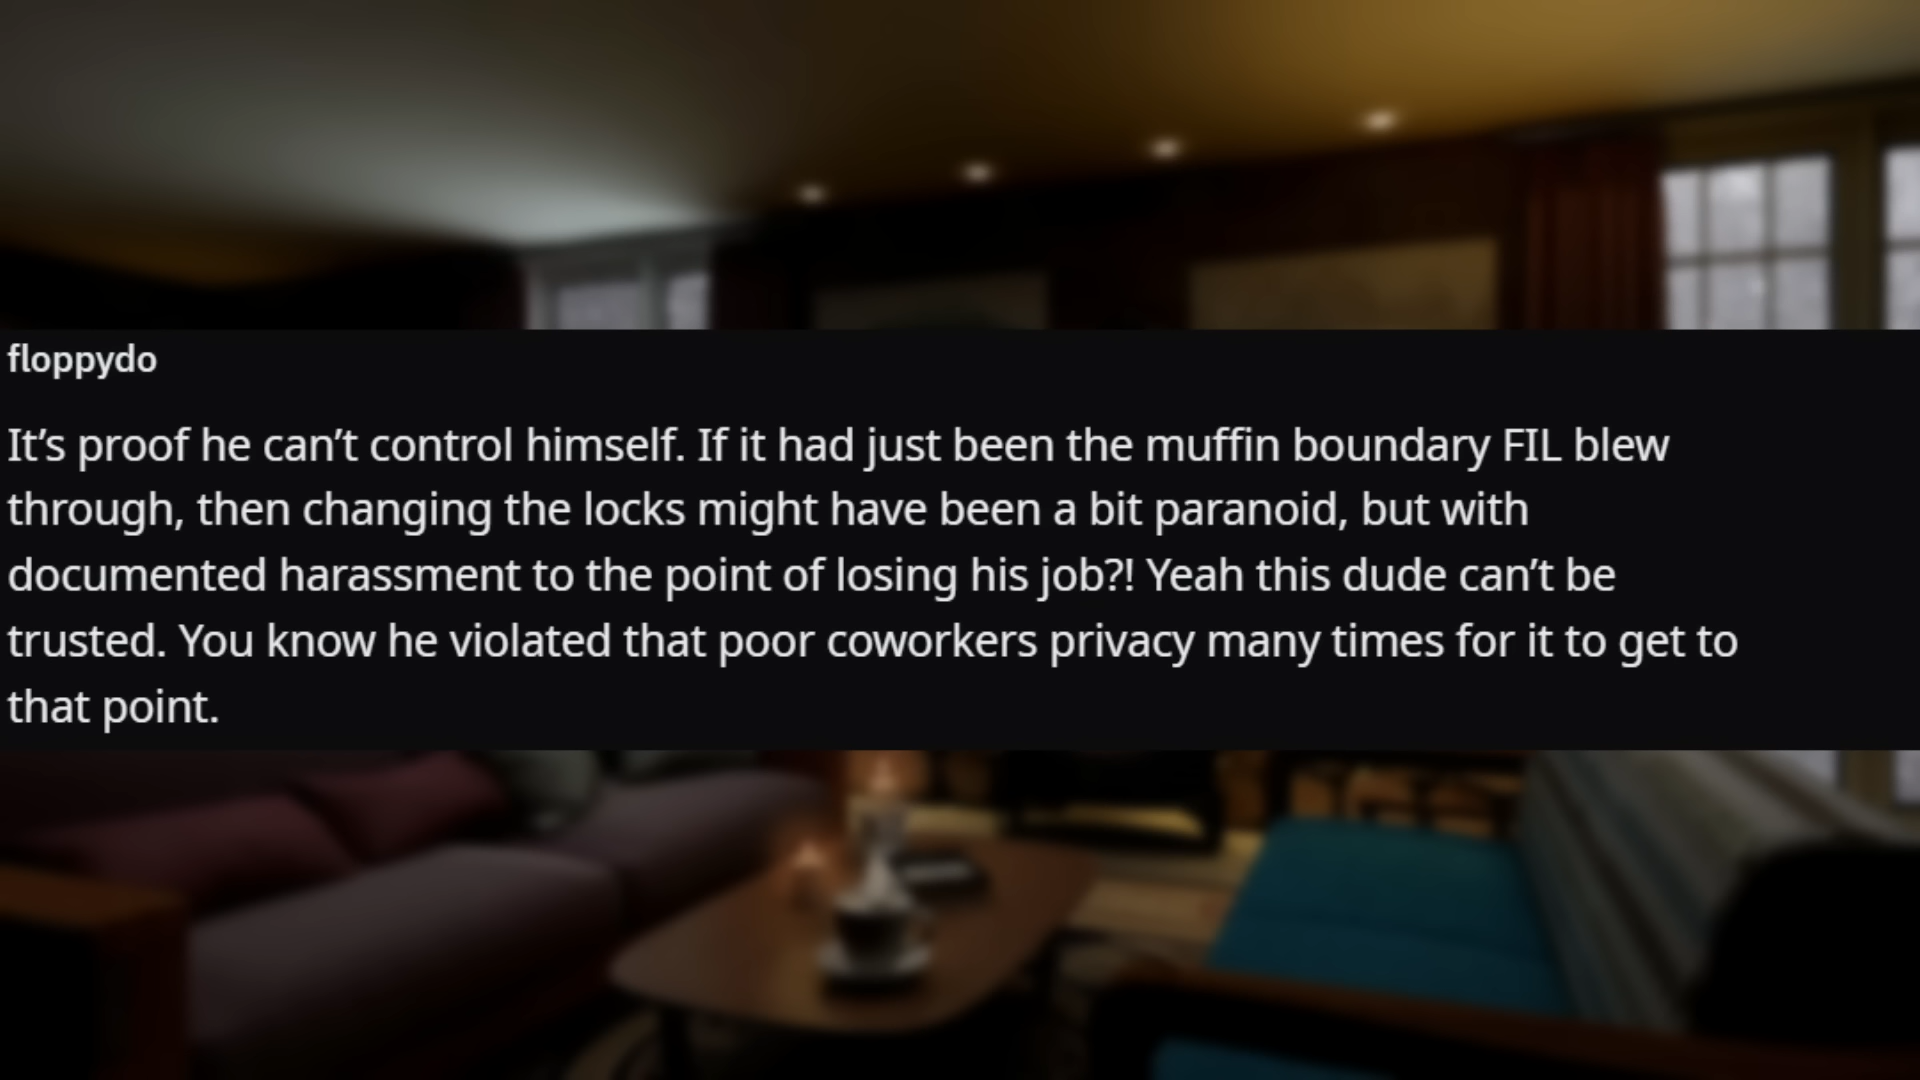 floppydo
It’s proof he can’t control himself. If it had just been the muffin boundary FIL blew
through, then changing the locks might have been a bit paranoid, but with
documented harassment to the point of losing his job?! Yeah this dude can’t be
trusted. You know he violated that poor coworkers privacy many times for it to get to
that point.